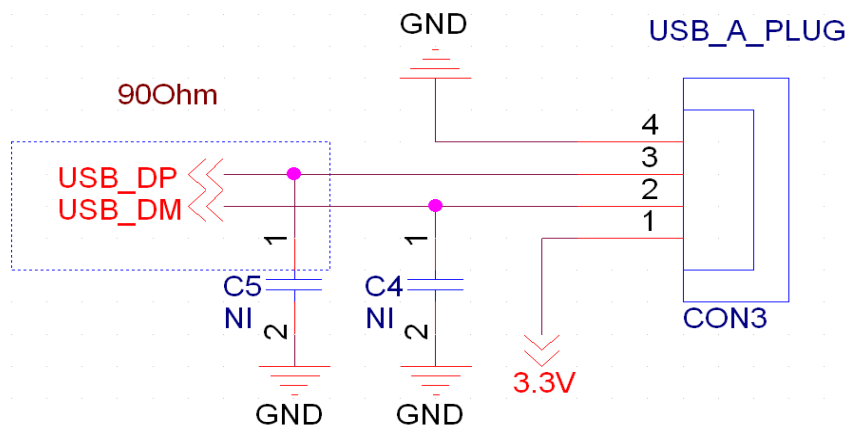 GND
USB_A_PLUG
90Ohm
4
3
USB_DP
2
USB_DM
1
1
1
C5
NI
C4
NI
2
2
CON3
3.3V
GND
GND